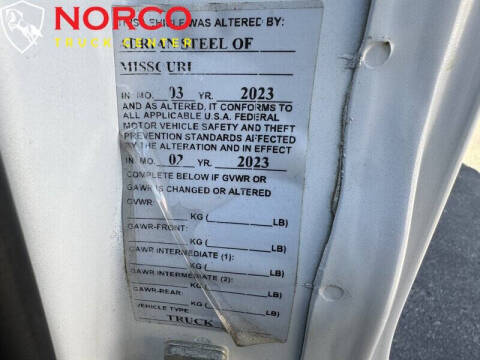 NORCO
TRUCK CENTER
THIS VEHICLE WAS ALTERED BY:
STEEL OF
MISSOURI
IN MO. 03 YR. 2023
AND AS ALTERED, IT CONFORMS TO
ALL APPLICABLE U.S.A. FEDERAL
MOTOR VEHICLE SAFETY AND THEFT
PREVENTION STANDARDS AFFECTED
BY THE ALTERATION AND IN EFFECT
IN MO. 02 YR. 2023
COMPLETE BELOW IF GVWR OR
GAWR IS CHANGED OR ALTERED
GVWR:
KG ( LB)
GAWR-FRONT:
KG ( LB)
GAWR INTERMEDIATE (1):
KG ( LB)
GAWR INTERMEDIATE (2):
KG ( LB)
GAWR-REAR:
KG ( LB)
VEHICLE TYPE:
TRUCK